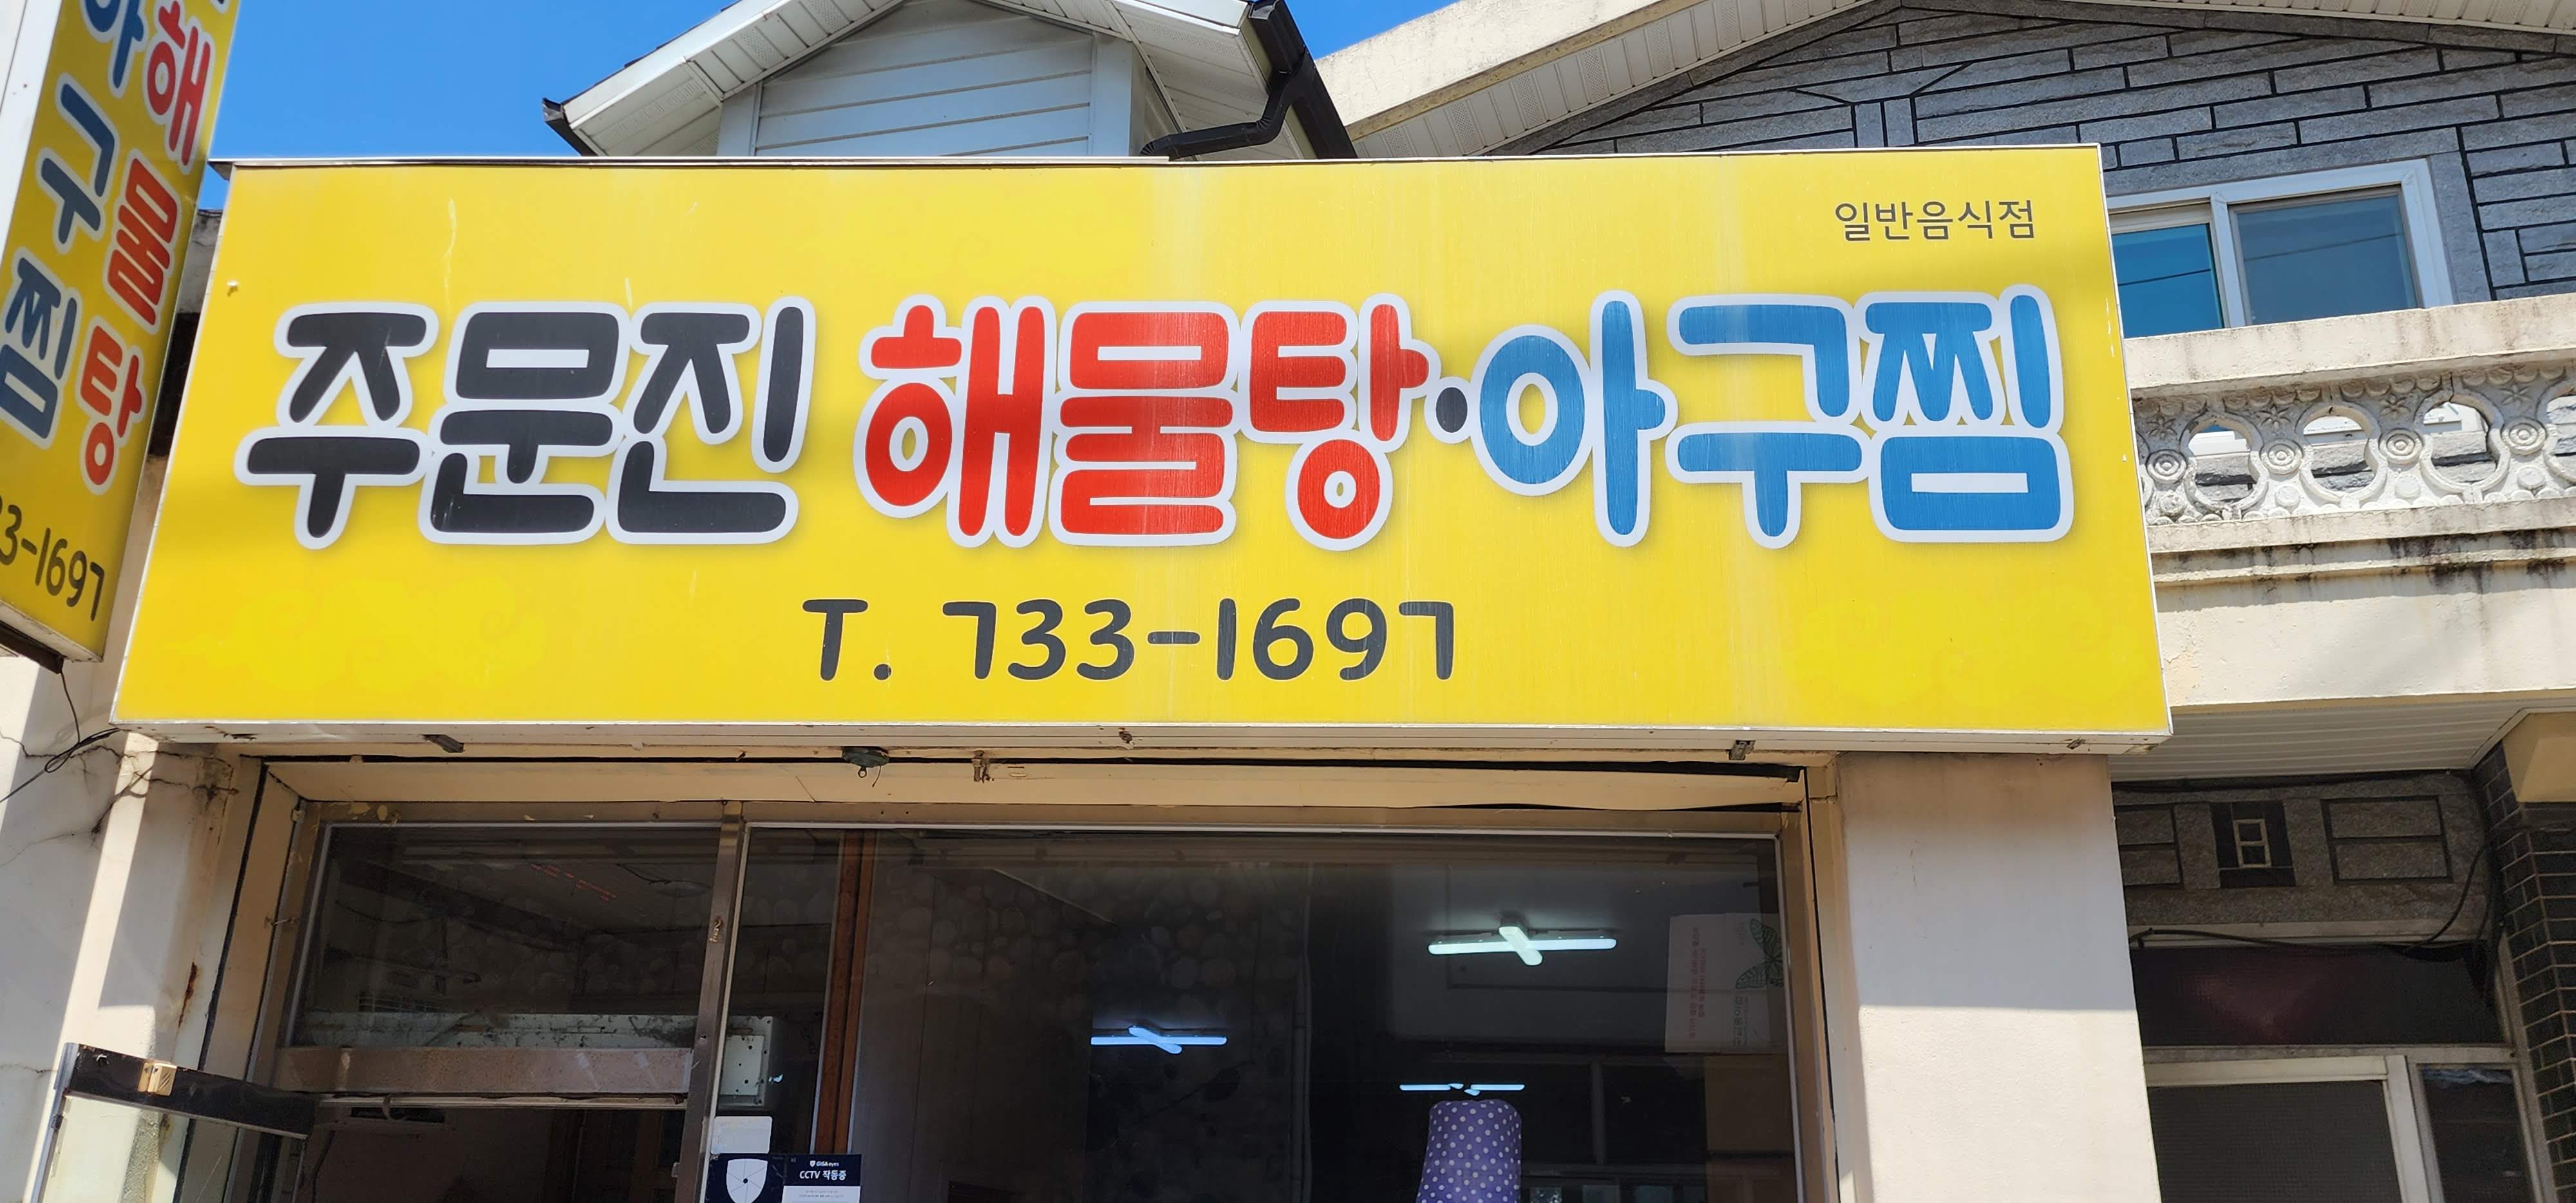 일반음식점
주문진 해물탕·아구찜
T. 733-1697
해물탕
아구찜
3-1697
CCTV 작동중